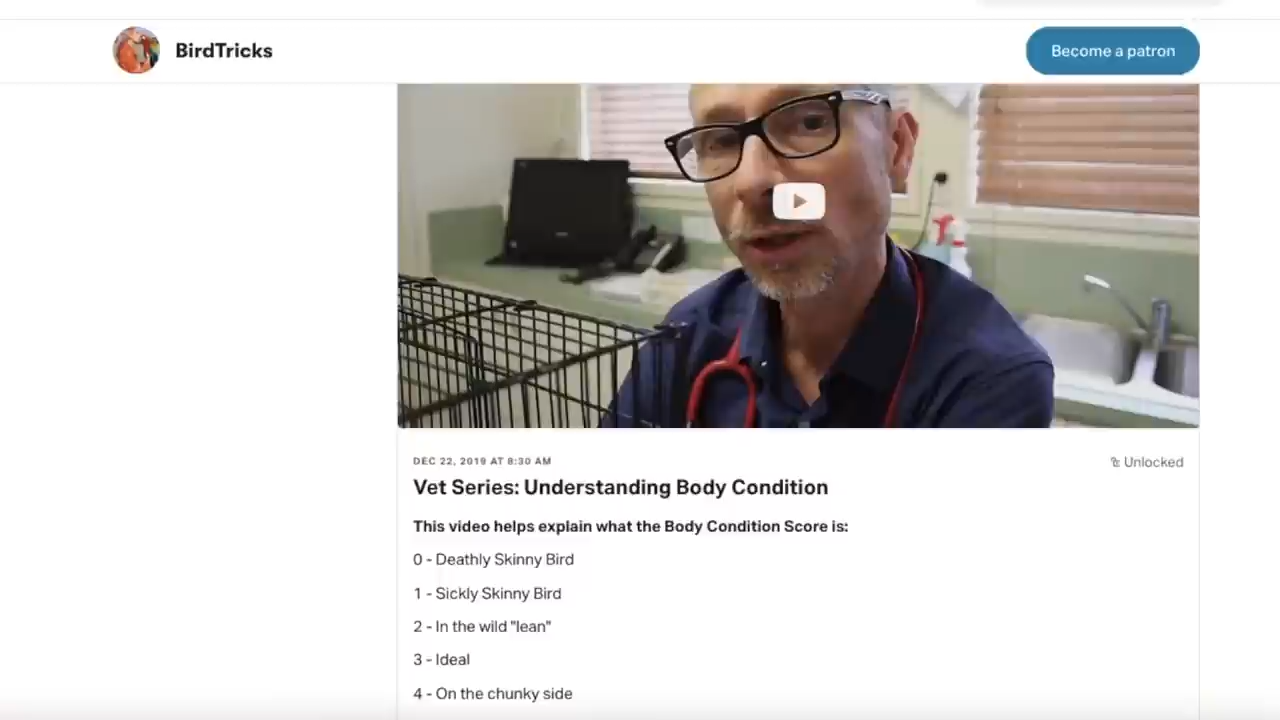 BirdTricks
Become a patron
DEC 22, 2019 AT 8:30 AM
Unlocked
Vet Series: Understanding Body Condition
This video helps explain what the Body Condition Score is:
0 - Deathly Skinny Bird
1 - Sickly Skinny Bird
2 - In the wild "lean"
3 - Ideal
4 - On the chunky side